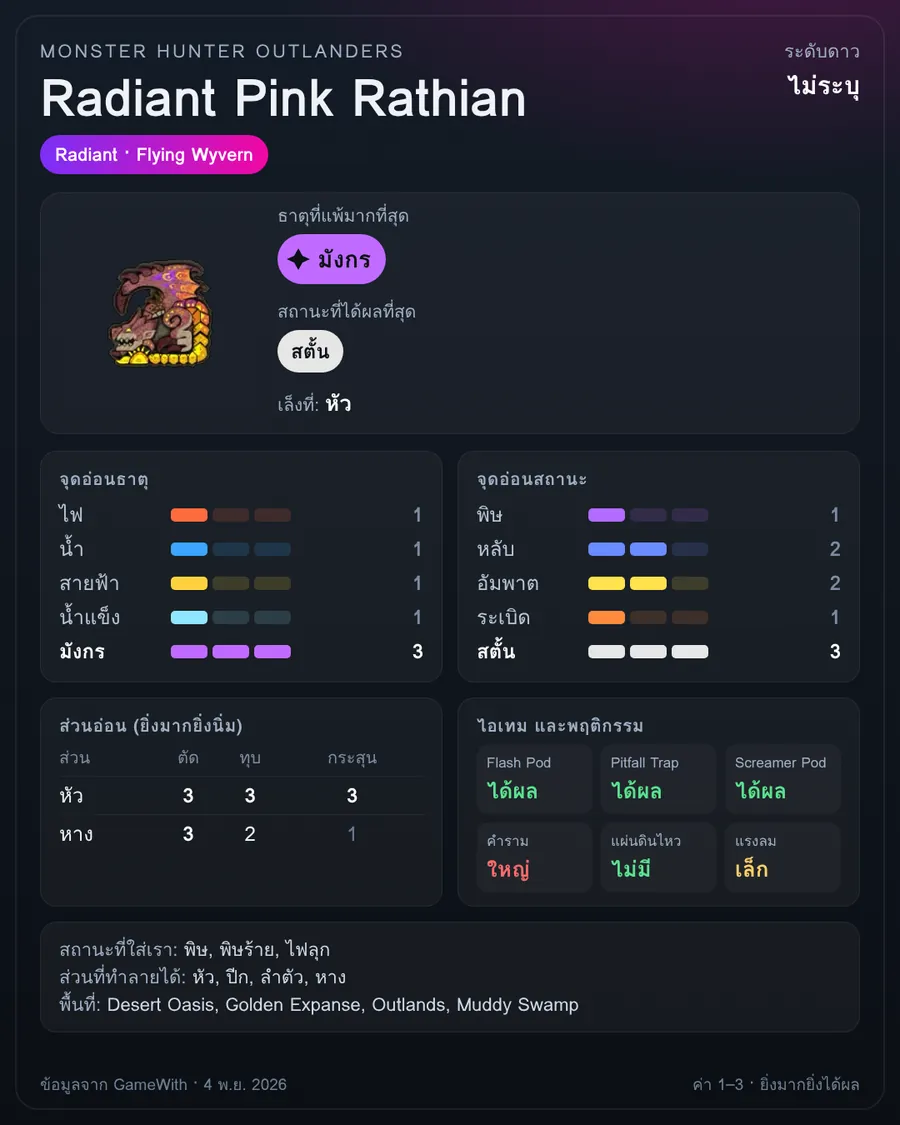 MONSTER HUNTER OUTLANDERS
ระดับดาว
Radiant Pink Rathian
ไม่ระบุ
Radiant · Flying Wyvern
ธาตุที่แพ้มากที่สุด
มังกร
สถานะที่ได้ผลที่สุด
สตั้น
เล็งที่: หัว
จุดอ่อนธาตุ
ไฟ 1
น้ำ 1
สายฟ้า 1
น้ำแข็ง 1
มังกร 3
จุดอ่อนสถานะ
พิษ 1
หลับ 2
อัมพาต 2
ระเบิด 1
สตั้น 3
ส่วนอ่อน (ยิ่งมากยิ่งนิ่ม)
ส่วน ตัด ทุบ กระสุน
หัว 3 3 3
หาง 3 2 1
ไอเทม และพฤติกรรม
Flash Pod Pitfall Trap Screamer Pod
ได้ผล ได้ผล ได้ผล
คำราม แผ่นดินไหว แรงลม
ใหญ่ ไม่มี เล็ก
สถานะที่ใส่เรา: พิษ, พิษร้าย, ไฟลุก
ส่วนที่ทำลายได้: หัว, ปีก, ลำตัว, หาง
พื้นที่: Desert Oasis, Golden Expanse, Outlands, Muddy Swamp
ข้อมูลจาก GameWith · 4 พ.ย. 2026
ค่า 1–3 · ยิ่งมากยิ่งได้ผล